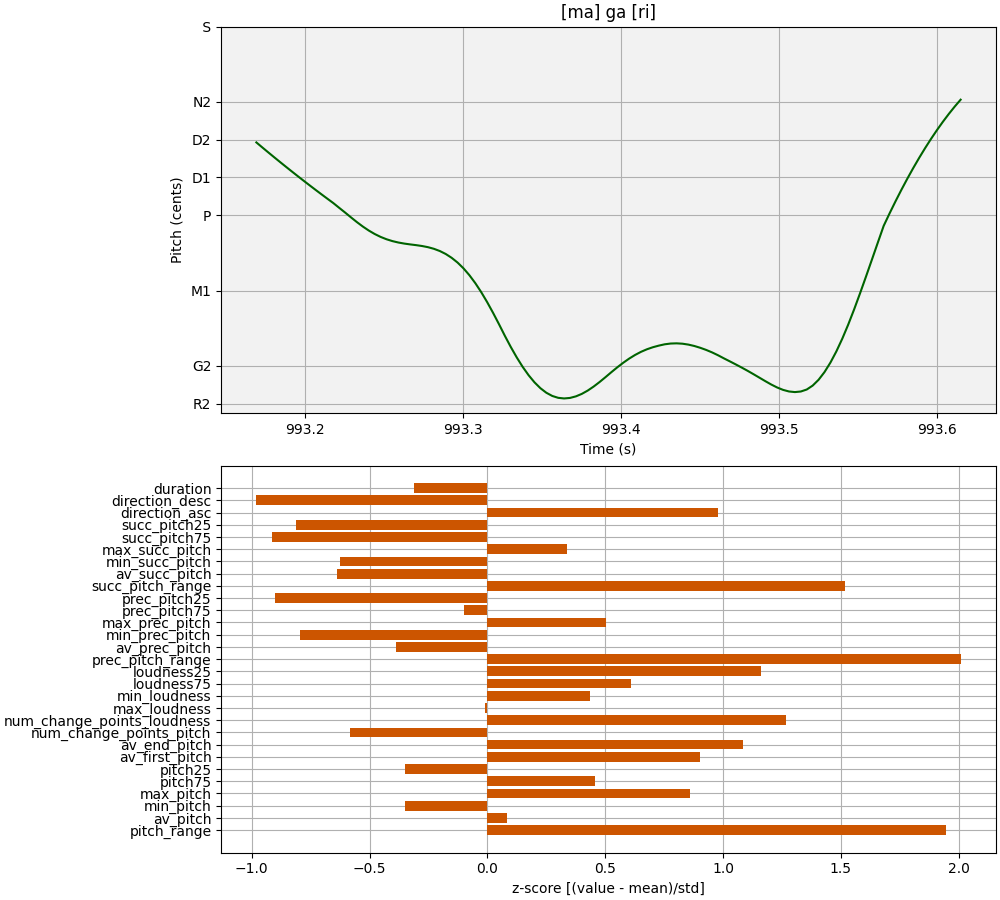 [ma] ga [ri]
S
N2
D2
D1
P
M1
G2
R2
Pitch (cents)
993.2 993.3 993.4 993.5 993.6
Time (s)
duration
direction_desc
direction_asc
succ_pitch25
succ_pitch75
max_succ_pitch
min_succ_pitch
av_succ_pitch
succ_pitch_range
prec_pitch25
prec_pitch75
max_prec_pitch
min_prec_pitch
av_prec_pitch
prec_pitch_range
loudness25
loudness75
min_loudness
max_loudness
num_change_points_loudness
num_change_points_pitch
av_end_pitch
av_first_pitch
pitch25
pitch75
max_pitch
min_pitch
av_pitch
pitch_range
−1.0 −0.5 0.0 0.5 1.0 1.5 2.0
z-score [(value - mean)/std]